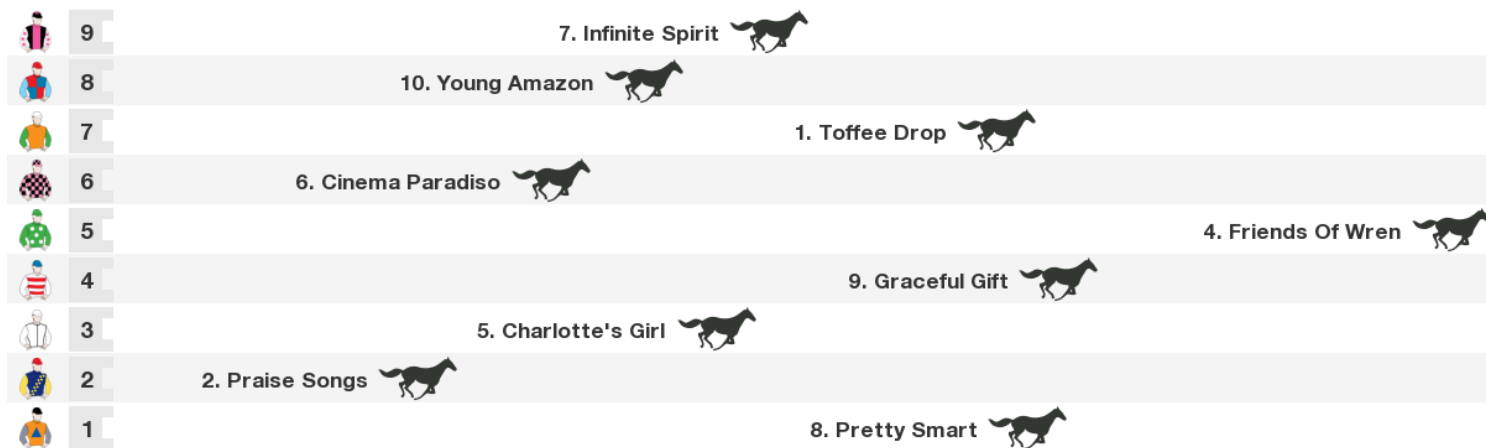 9 7. Infinite Spirit
8 10. Young Amazon
7 1. Toffee Drop
6 6. Cinema Paradiso
5 4. Friends Of Wren
4 9. Graceful Gift
3 5. Charlotte's Girl
2 2. Praise Songs
1 8. Pretty Smart